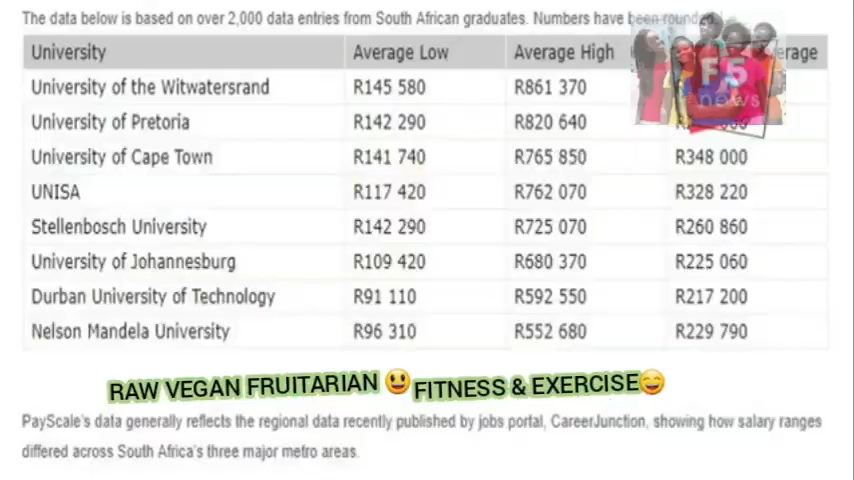 The data below is based on over 2,000 data entries from South African graduates. Numbers have been
University Average Low Average High
University of the Witwatersrand R145 580 R861 370
University of Pretoria R142 290 R820 640
University of Cape Town R141 740 R765 850 R348 000
UNISA R117 420 R762 070 R328 220
Stellenbosch University R142 290 R725 070 R260 860
University of Johannesburg R109 420 R680 370 R225 060
Durban University of Technology R91 110 R592 550 R217 200
Nelson Mandela University R96 310 R552 680 R229 790
F5
news
RAW VEGAN FRUITARIAN 😃 FITNESS & EXERCISE😄
PayScale's data generally reflects the regional data recently published by jobs portal, CareerJunction, showing how salary ranges
differed across South Africa's three major metro areas.